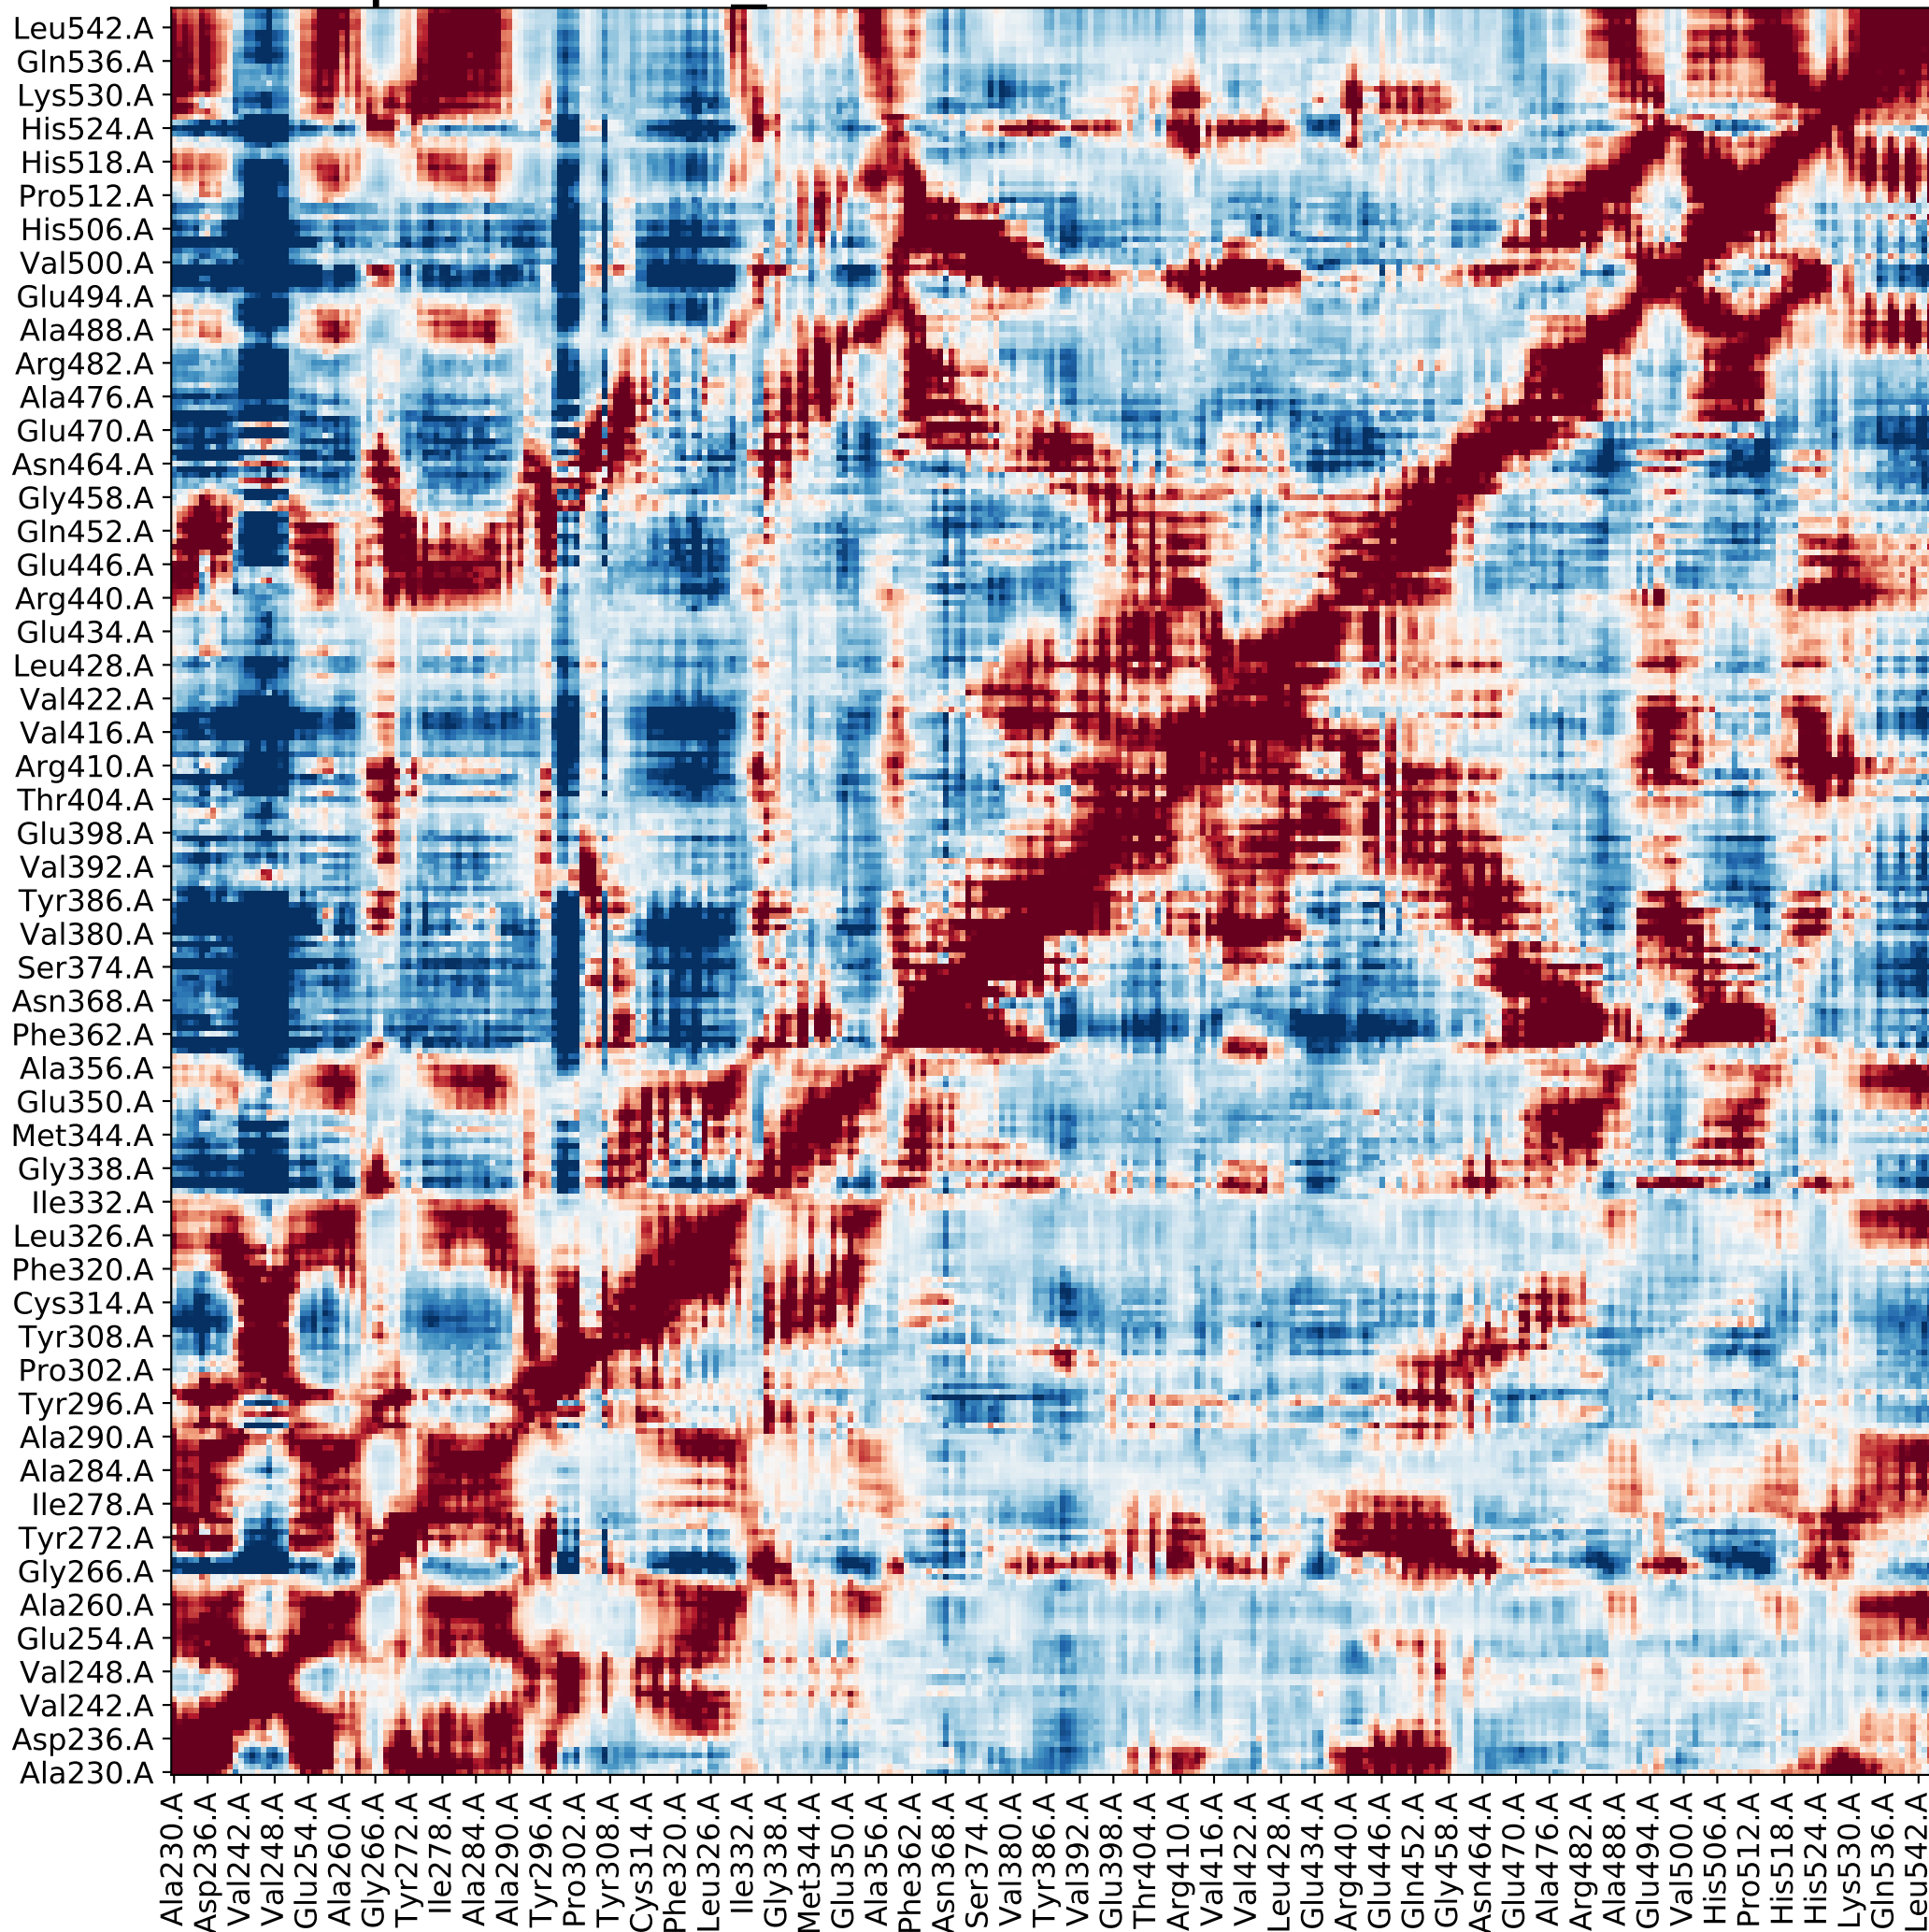 Leu542.A
Gln536.A
Lys530.A
His524.A
His518.A
Pro512.A
His506.A
Val500.A
Glu494.A
Ala488.A
Arg482.A
Ala476.A
Glu470.A
Asn464.A
Gly458.A
Gln452.A
Glu446.A
Arg440.A
Glu434.A
Leu428.A
Val422.A
Val416.A
Arg410.A
Thr404.A
Glu398.A
Val392.A
Tyr386.A
Val380.A
Ser374.A
Asn368.A
Phe362.A
Ala356.A
Glu350.A
Met344.A
Gly338.A
Ile332.A
Leu326.A
Phe320.A
Cys314.A
Tyr308.A
Pro302.A
Tyr296.A
Ala290.A
Ala284.A
Ile278.A
Tyr272.A
Gly266.A
Ala260.A
Glu254.A
Val248.A
Val242.A
Asp236.A
Ala230.A
Ala230.A
Asp236.A
Val242.A
Val248.A
Glu254.A
Ala260.A
Gly266.A
Tyr272.A
Ile278.A
Ala284.A
Ala290.A
Tyr296.A
Pro302.A
Tyr308.A
Cys314.A
Phe320.A
Leu326.A
Ile332.A
Gly338.A
Met344.A
Glu350.A
Ala356.A
Phe362.A
Asn368.A
Ser374.A
Val380.A
Tyr386.A
Val392.A
Glu398.A
Thr404.A
Arg410.A
Val416.A
Val422.A
Leu428.A
Glu434.A
Arg440.A
Glu446.A
Gln452.A
Gly458.A
Asn464.A
Glu470.A
Ala476.A
Arg482.A
Ala488.A
Glu494.A
Val500.A
His506.A
Pro512.A
His518.A
His524.A
Lys530.A
Gln536.A
Leu542.A